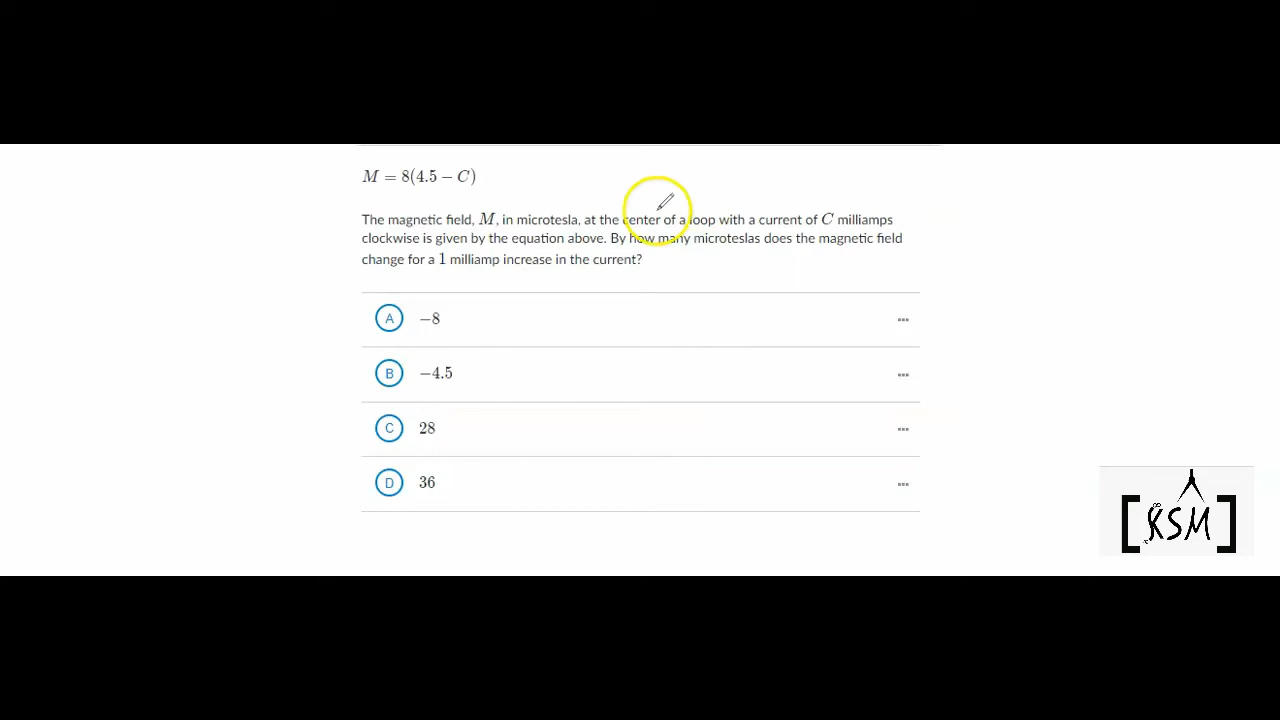 M = 8(4.5 − C)
The magnetic field, M, in microtesla, at the center of a loop with a current of C milliamps
clockwise is given by the equation above. By how many microteslas does the magnetic field
change for a 1 milliamp increase in the current?
A −8
B −4.5
C 28
D 36
[KSM]